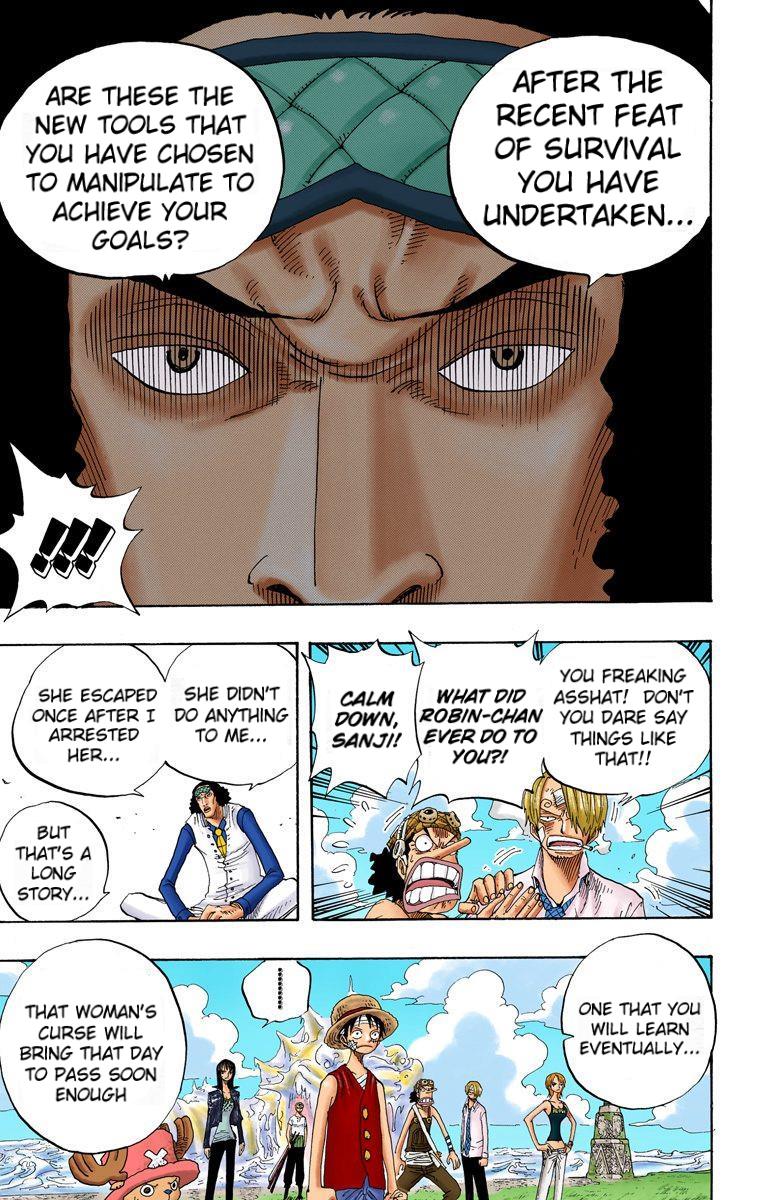 AFTER THE
RECENT FEAT
OF SURVIVAL
YOU HAVE
UNDERTAKEN...
ARE THESE THE
NEW TOOLS THAT
YOU HAVE CHOSEN
TO MANIPULATE TO
ACHIEVE YOUR
GOALS?
!!!!
YOU FREAKING
ASSHAT! DON'T
YOU DARE SAY
THINGS LIKE
THAT!!
WHAT DID
ROBIN-CHAN
EVER DO TO
YOU?!
CALM
DOWN,
SANJI!
SHE DIDN'T
DO ANYTHING
TO ME...
SHE ESCAPED
ONCE AFTER I
ARRESTED
HER...
BUT
THAT'S A
LONG
STORY...
ONE THAT YOU
WILL LEARN
EVENTUALLY...
.........
THAT WOMAN'S
CURSE WILL
BRING THAT DAY
TO PASS SOON
ENOUGH